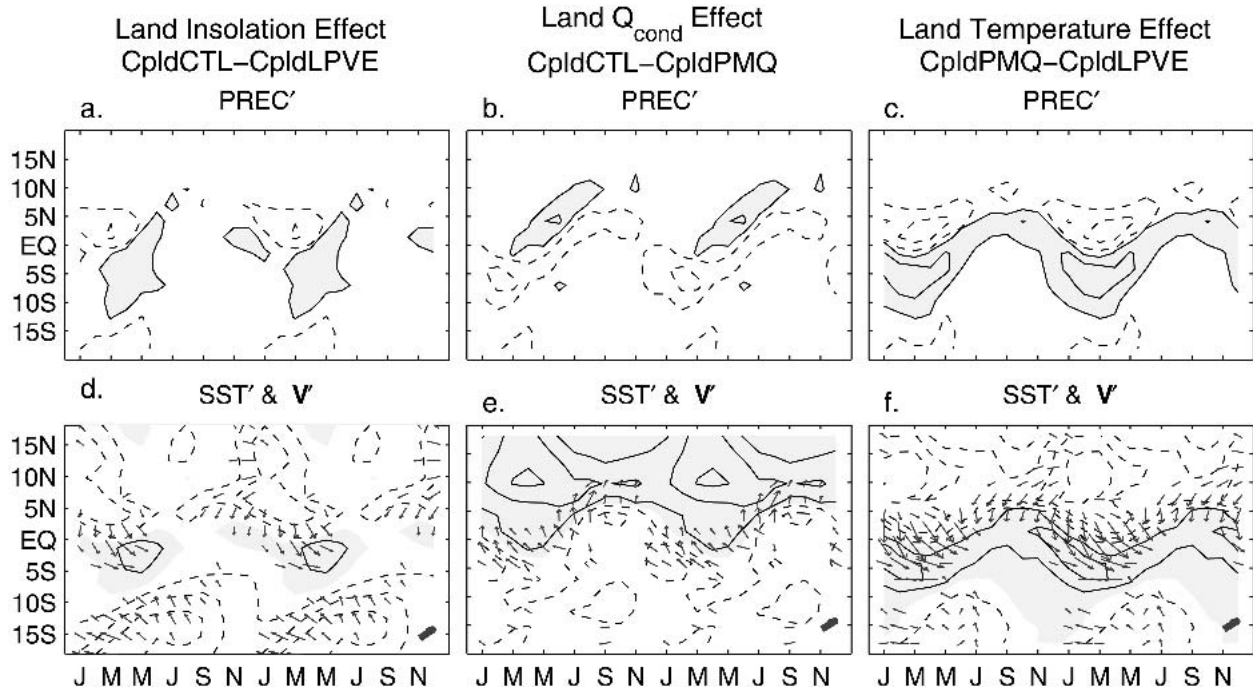 Land Insolation Effect
CpldCTL−CpldLPVE
Land Qcond Effect
CpldCTL−CpldPMQ
Land Temperature Effect
CpldPMQ−CpldLPVE
a. PREC′
b. PREC′
c. PREC′
15N
10N
5N
EQ
5S
10S
15S
d. SST′ & V′
e. SST′ & V′
f. SST′ & V′
15N
10N
5N
EQ
5S
10S
15S
J M M J S N J M M J S N
J M M J S N J M M J S N
J M M J S N J M M J S N